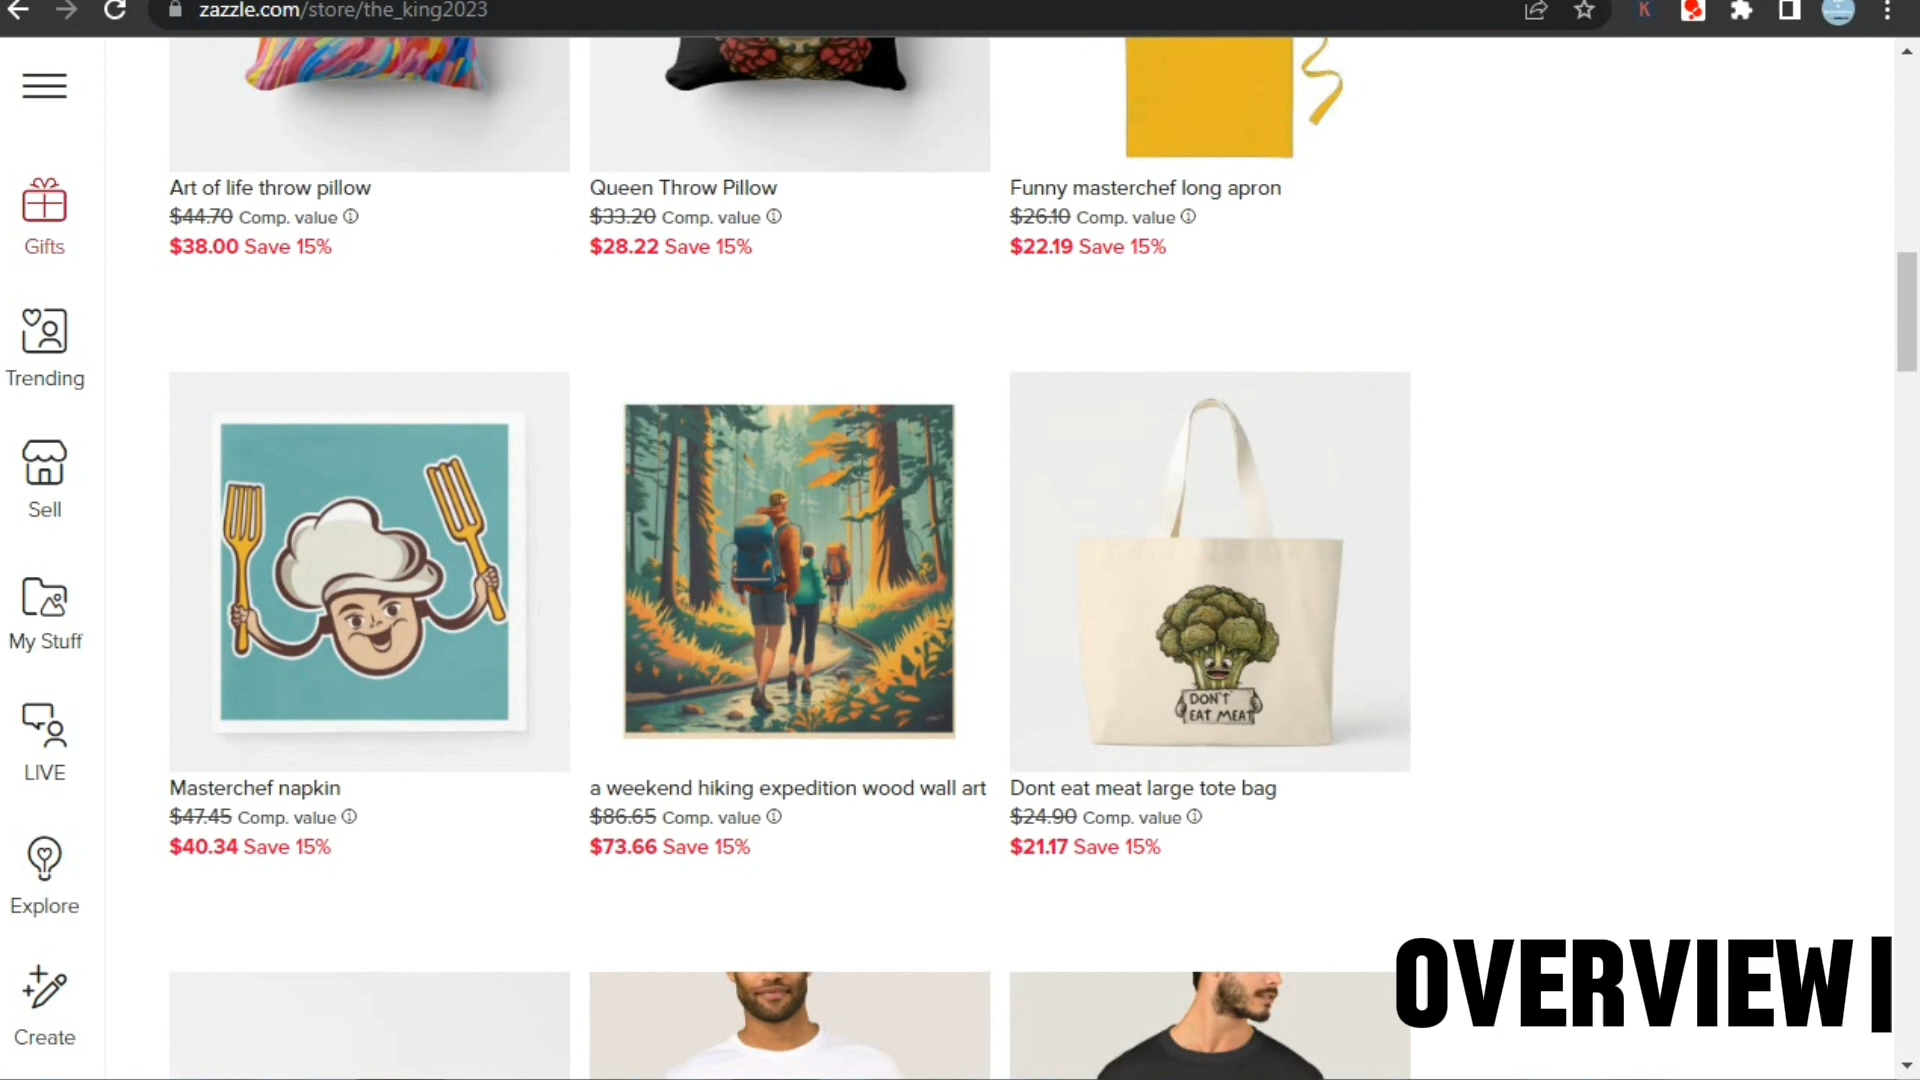 zazzle.com/store/the_king2023
K
Gifts
Trending
Sell
My Stuff
LIVE
Explore
Create
Art of life throw pillow
$44.70 Comp. value
$38.00 Save 15%
Queen Throw Pillow
$33.20 Comp. value
$28.22 Save 15%
Funny masterchef long apron
$26.10 Comp. value
$22.19 Save 15%
DON'T
EAT MEAT
Masterchef napkin
$47.45 Comp. value
$40.34 Save 15%
a weekend hiking expedition wood wall art
$86.65 Comp. value
$73.66 Save 15%
Dont eat meat large tote bag
$24.90 Comp. value
$21.17 Save 15%
OVERVIEW|